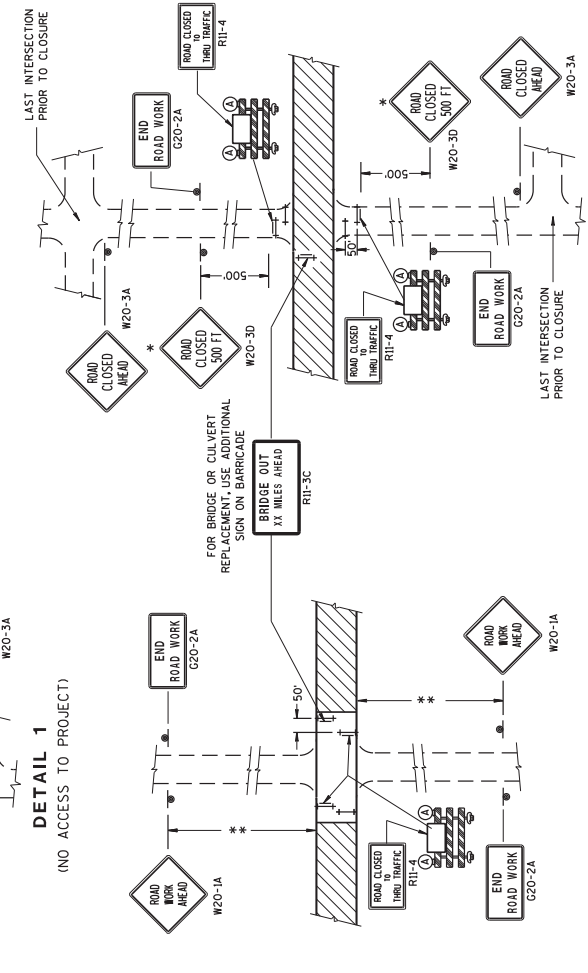 W20-3A
DETAIL 1
(NO ACCESS TO PROJECT)
ROAD
WORK
AHEAD
W20-1A
**
END
ROAD WORK
G20-2A
50'
ROAD CLOSED
TO
THRU TRAFFIC
R11-4
A
A
END
ROAD WORK
G20-2A
**
ROAD
WORK
AHEAD
W20-1A
FOR BRIDGE OR CULVERT
REPLACEMENT, USE ADDITIONAL
SIGN ON BARRICADE
BRIDGE OUT
XX MILES AHEAD
R11-3C
LAST INTERSECTION
PRIOR TO CLOSURE
ROAD
CLOSED
AHEAD
W20-3A
*
ROAD
CLOSED
500 FT
W20-3D
500'
END
ROAD WORK
G20-2A
ROAD CLOSED
TO
THRU TRAFFIC
R11-4
A
A
ROAD CLOSED
TO
THRU TRAFFIC
R11-4
A
A
50'
END
ROAD WORK
G20-2A
LAST INTERSECTION
PRIOR TO CLOSURE
500'
*
ROAD
CLOSED
500 FT
W20-3D
ROAD
CLOSED
AHEAD
W20-3A